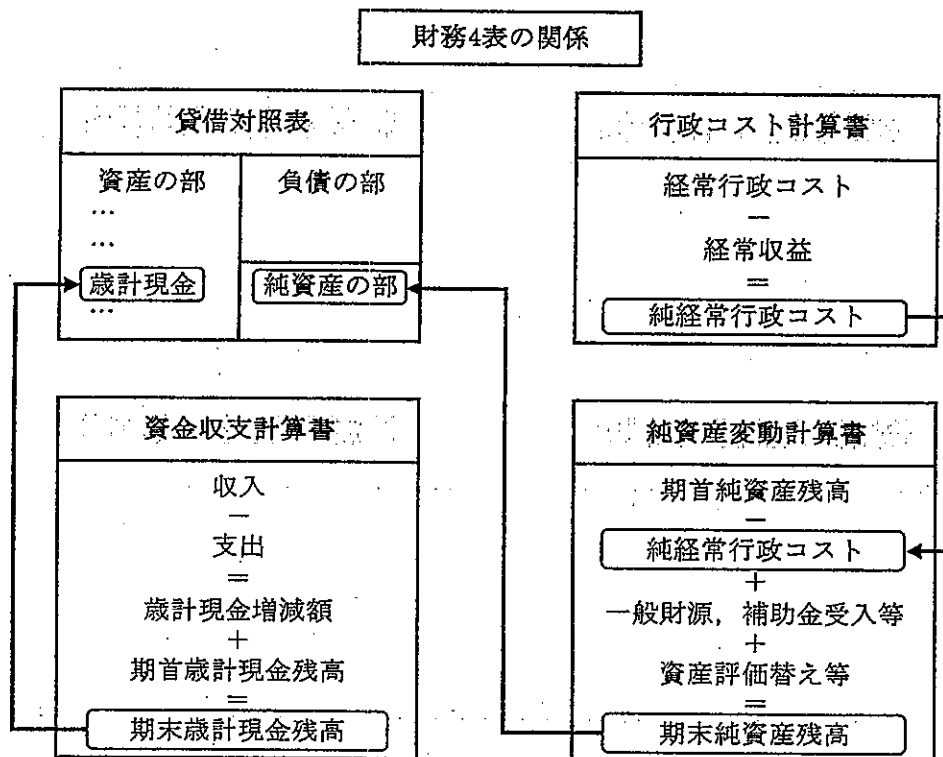 財務4表の関係
貸借対照表
資産の部
…
…
歳計現金
…
負債の部
純資産の部
行政コスト計算書
経常行政コスト
−
経常収益
=
純経常行政コスト
資金収支計算書
収入
−
支出
=
歳計現金増減額
+
期首歳計現金残高
=
期末歳計現金残高
純資産変動計算書
期首純資産残高
−
純経常行政コスト
+
一般財源，補助金受入等
+
資産評価替え等
=
期末純資産残高